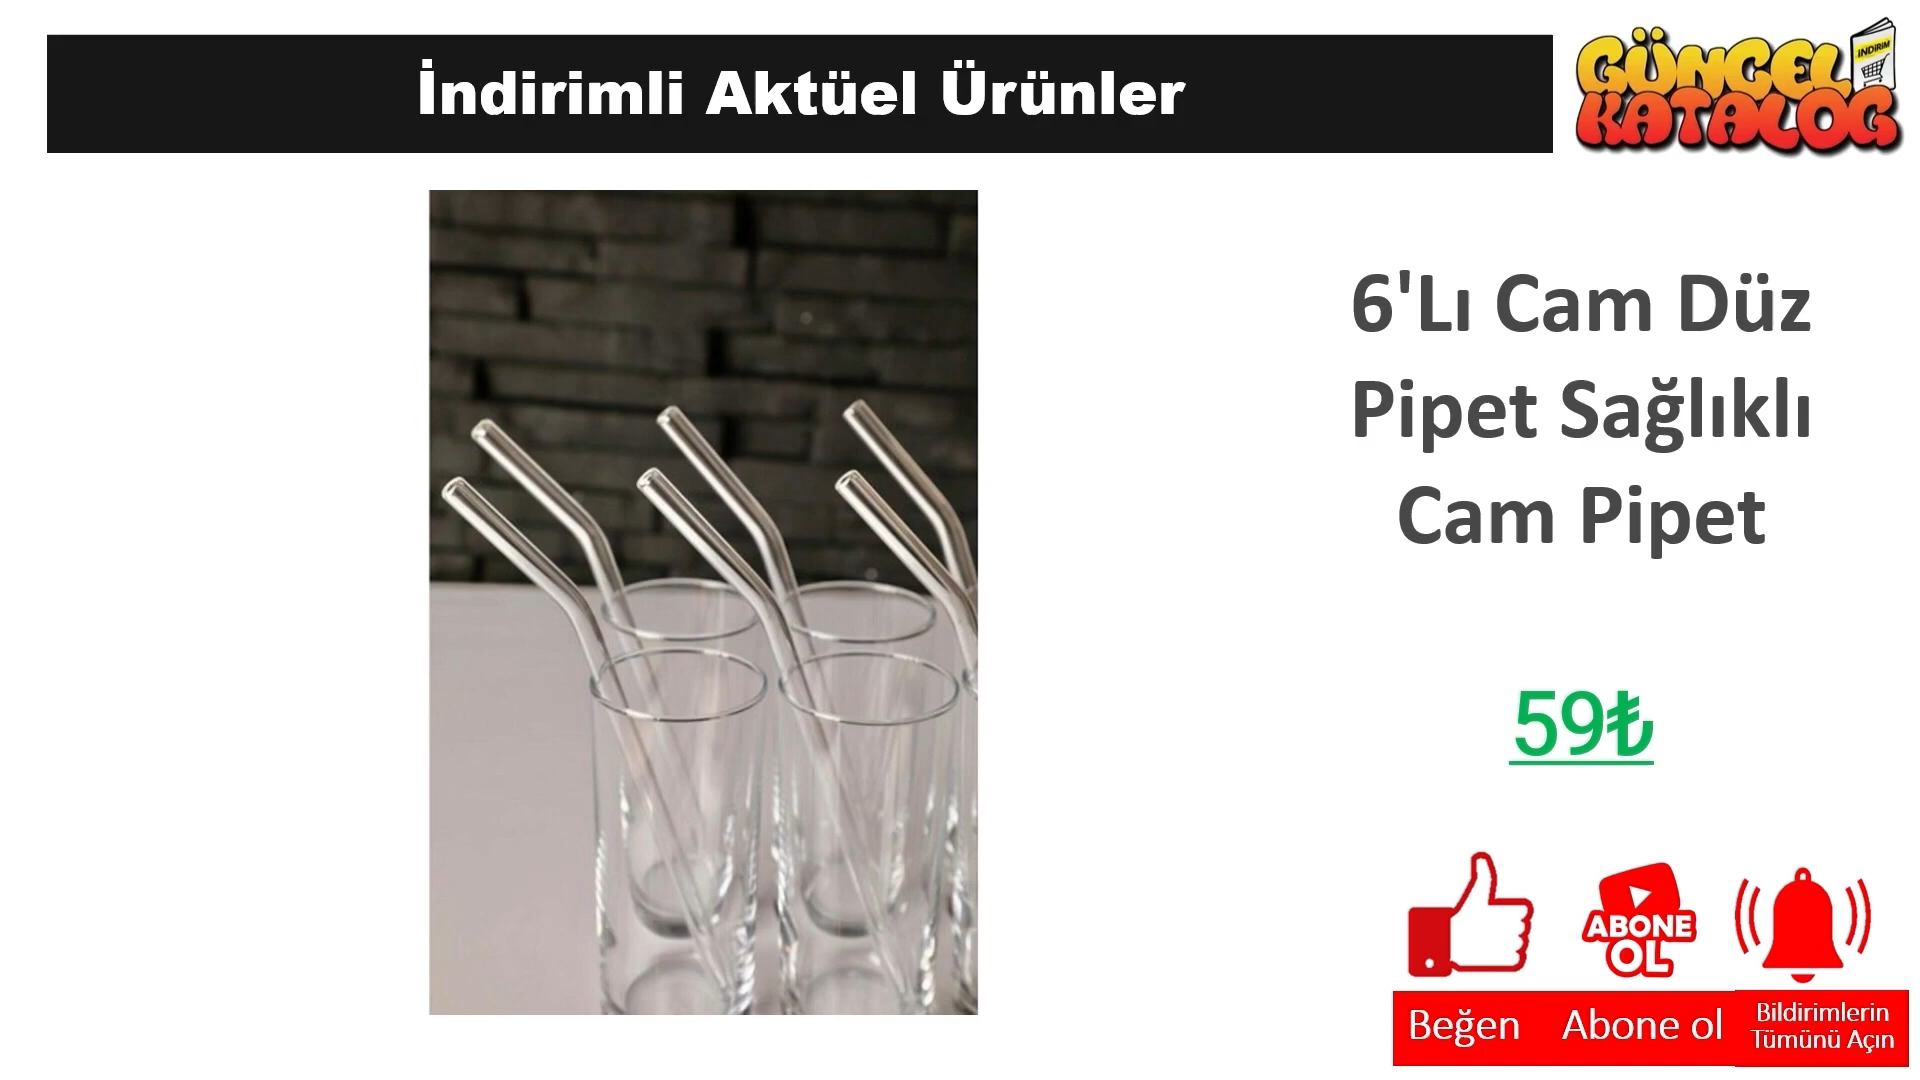 İndirimli Aktüel Ürünler
GÜNCEL
İNDİRİM
KATALOG
6'Lı Cam Düz
Pipet Sağlıklı
Cam Pipet
59₺
ABONE
OL
Beğen
Abone ol
Bildirimlerin
Tümünü Açın